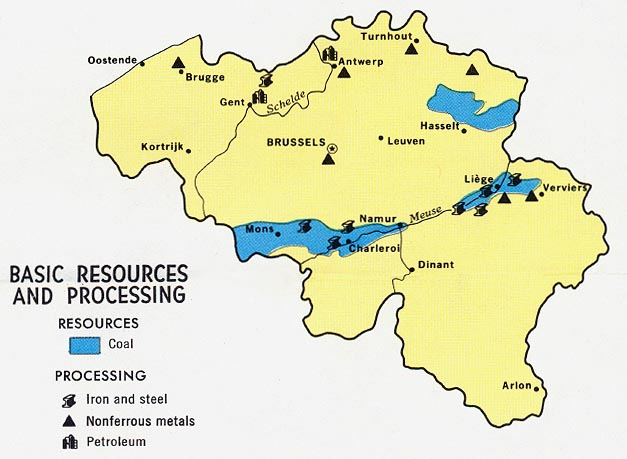 Turnhout
Oostende
Antwerp
Brugge
Gent
Schelde
Hasselt
Kortrijk
BRUSSELS
Leuven
Liège
Verviers
Namur
Meuse
Mons
Charleroi
Dinant
Arlon
BASIC RESOURCES
AND PROCESSING
RESOURCES
Coal
PROCESSING
Iron and steel
Nonferrous metals
Petroleum